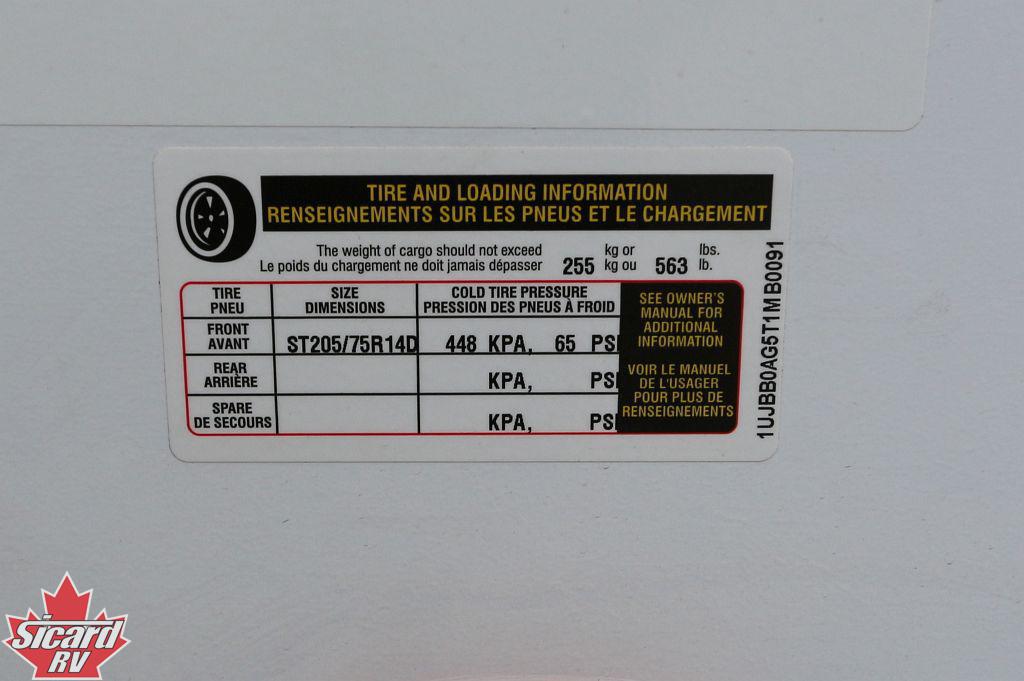 TIRE AND LOADING INFORMATION
RENSEIGNEMENTS SUR LES PNEUS ET LE CHARGEMENT
The weight of cargo should not exceed kg or lbs.
Le poids du chargement ne doit jamais dépasser 255 kg ou 563 lb.
TIRE SIZE COLD TIRE PRESSURE
PNEU DIMENSIONS PRESSION DES PNEUS À FROID
FRONT
AVANT ST205/75R14D 448 KPA, 65 PSI
REAR
ARRIÈRE KPA, PSI
SPARE
DE SECOURS KPA, PSI
SEE OWNER'S
MANUAL FOR
ADDITIONAL
INFORMATION
VOIR LE MANUEL
DE L'USAGER
POUR PLUS DE
RENSEIGNEMENTS
1UJBB0AG5T1MB0091
Sicard
RV